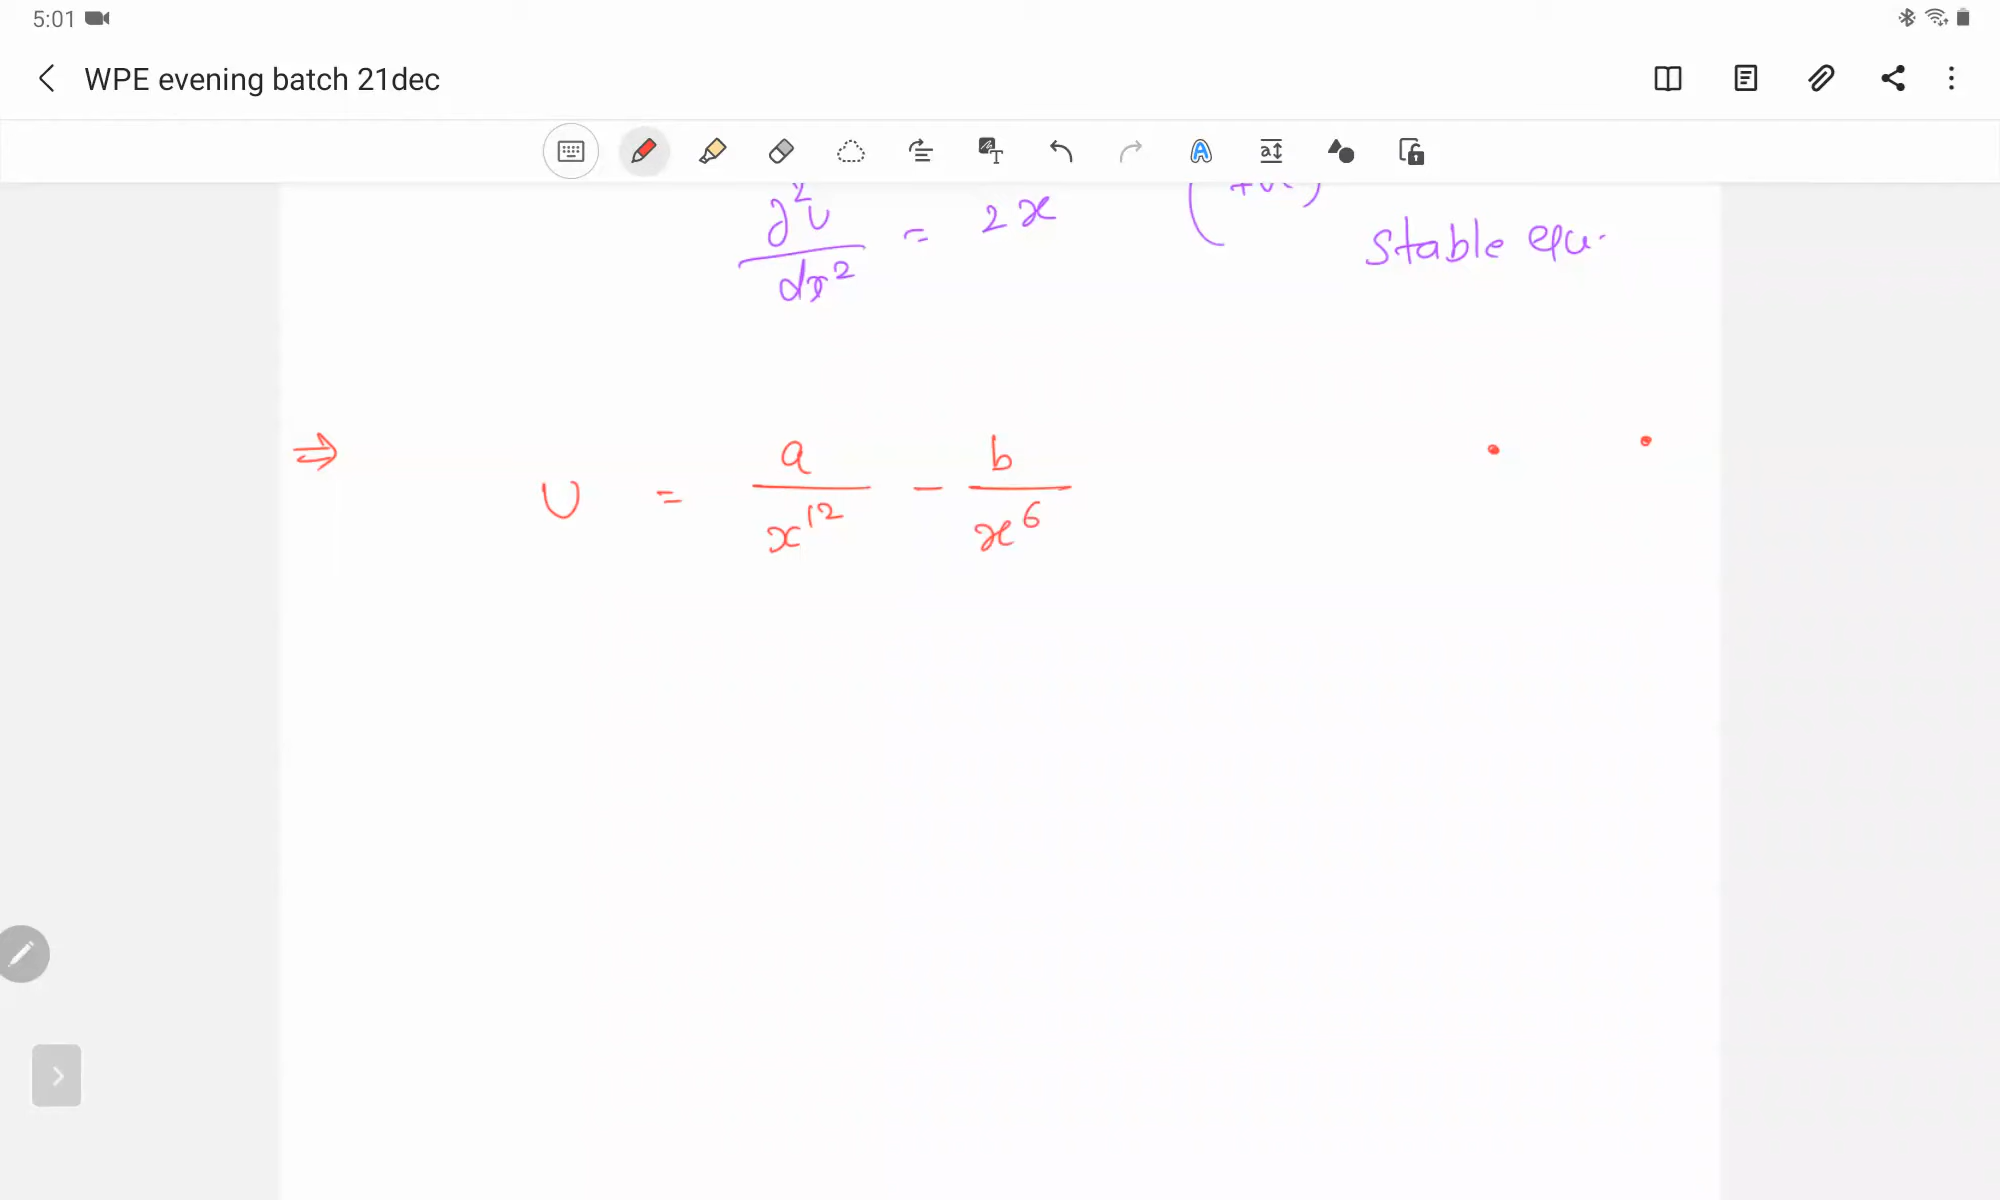 5:01
WPE evening batch 21dec
∂²U/dx² = 2x
Stable equ.
⇒ U = a/x¹² - b/x⁶